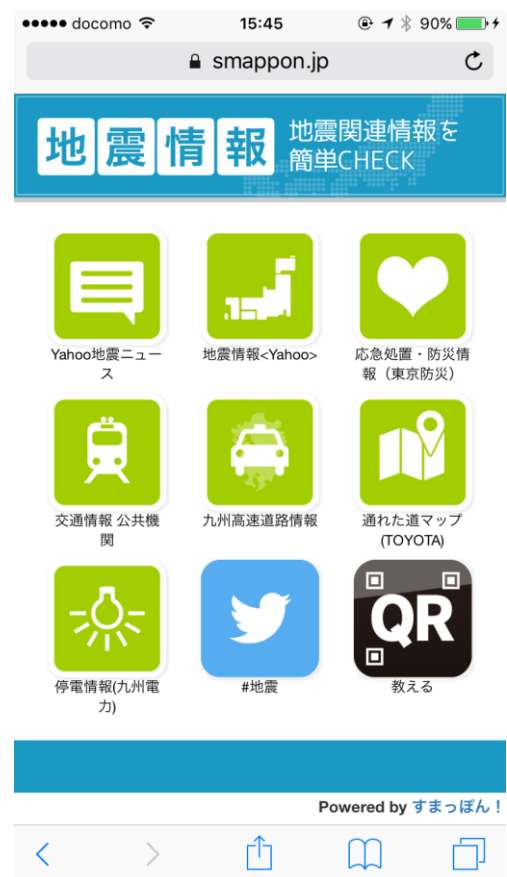 docomo 15:45 90%
smappon.jp
地震情報 地震関連情報を
簡単CHECK
Yahoo地震ニュー
ス
地震情報<Yahoo>
応急処置・防災情
報（東京防災）
交通情報 公共機
関
九州高速道路情報
通れた道マップ
(TOYOTA)
停電情報(九州電
力)
#地震
QR
教える
Powered by すまっぽん！